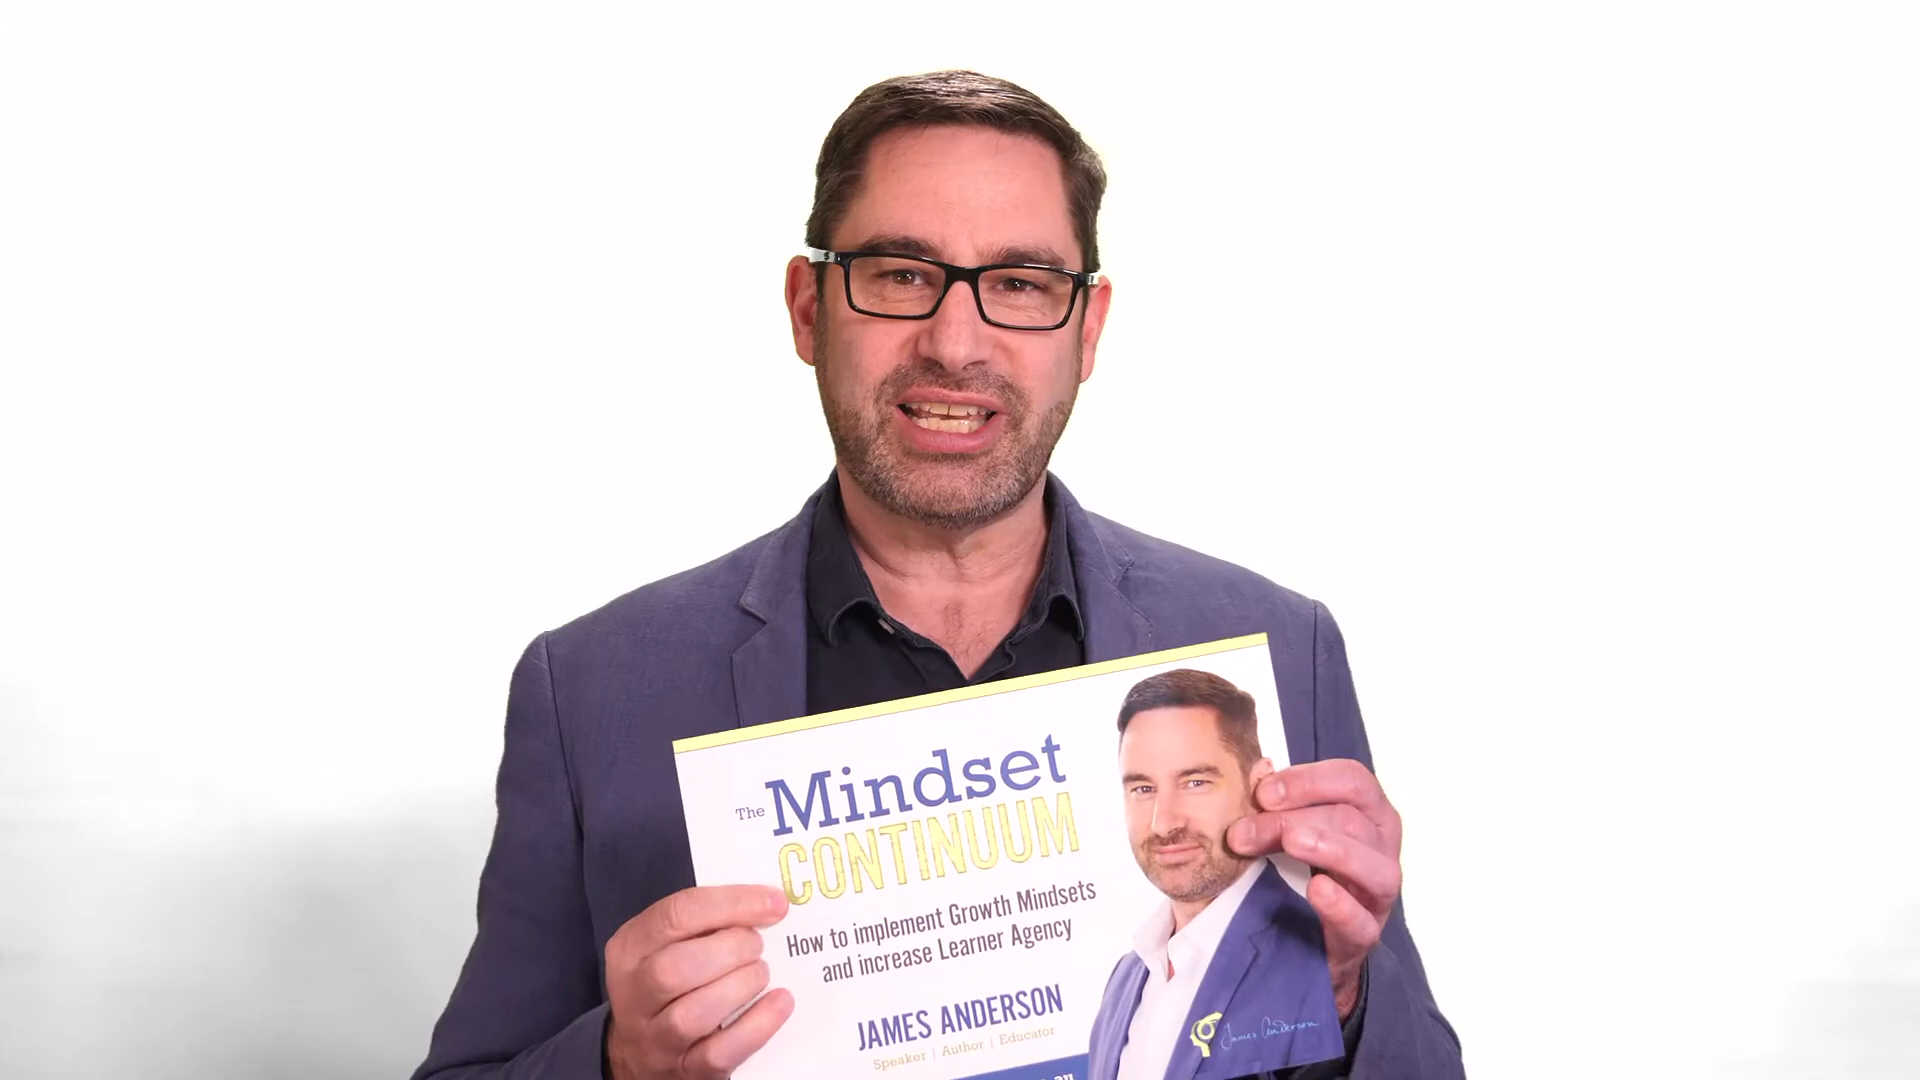 The Mindset
CONTINUUM
How to implement Growth Mindsets
and increase Learner Agency
JAMES ANDERSON
Speaker | Author | Educator
James Anderson